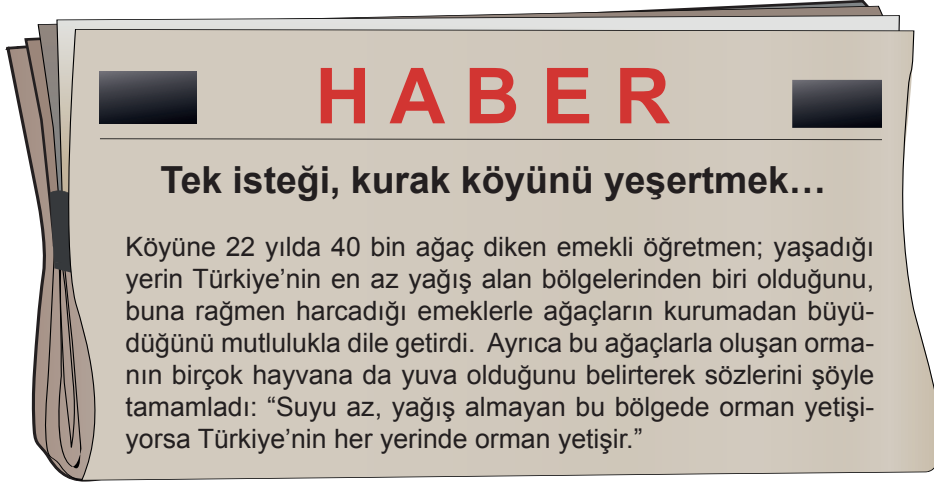 HABER
Tek isteği, kurak köyünü yeşertmek…
Köyüne 22 yılda 40 bin ağaç diken emekli öğretmen; yaşadığı
yerin Türkiye’nin en az yağış alan bölgelerinden biri olduğunu,
buna rağmen harcadığı emeklerle ağaçların kurumadan büyü-
düğünü mutlulukla dile getirdi. Ayrıca bu ağaçlarla oluşan orma-
nın birçok hayvana da yuva olduğunu belirterek sözlerini şöyle
tamamladı: “Suyu az, yağış almayan bu bölgede orman yetişi-
yorsa Türkiye’nin her yerinde orman yetişir.”